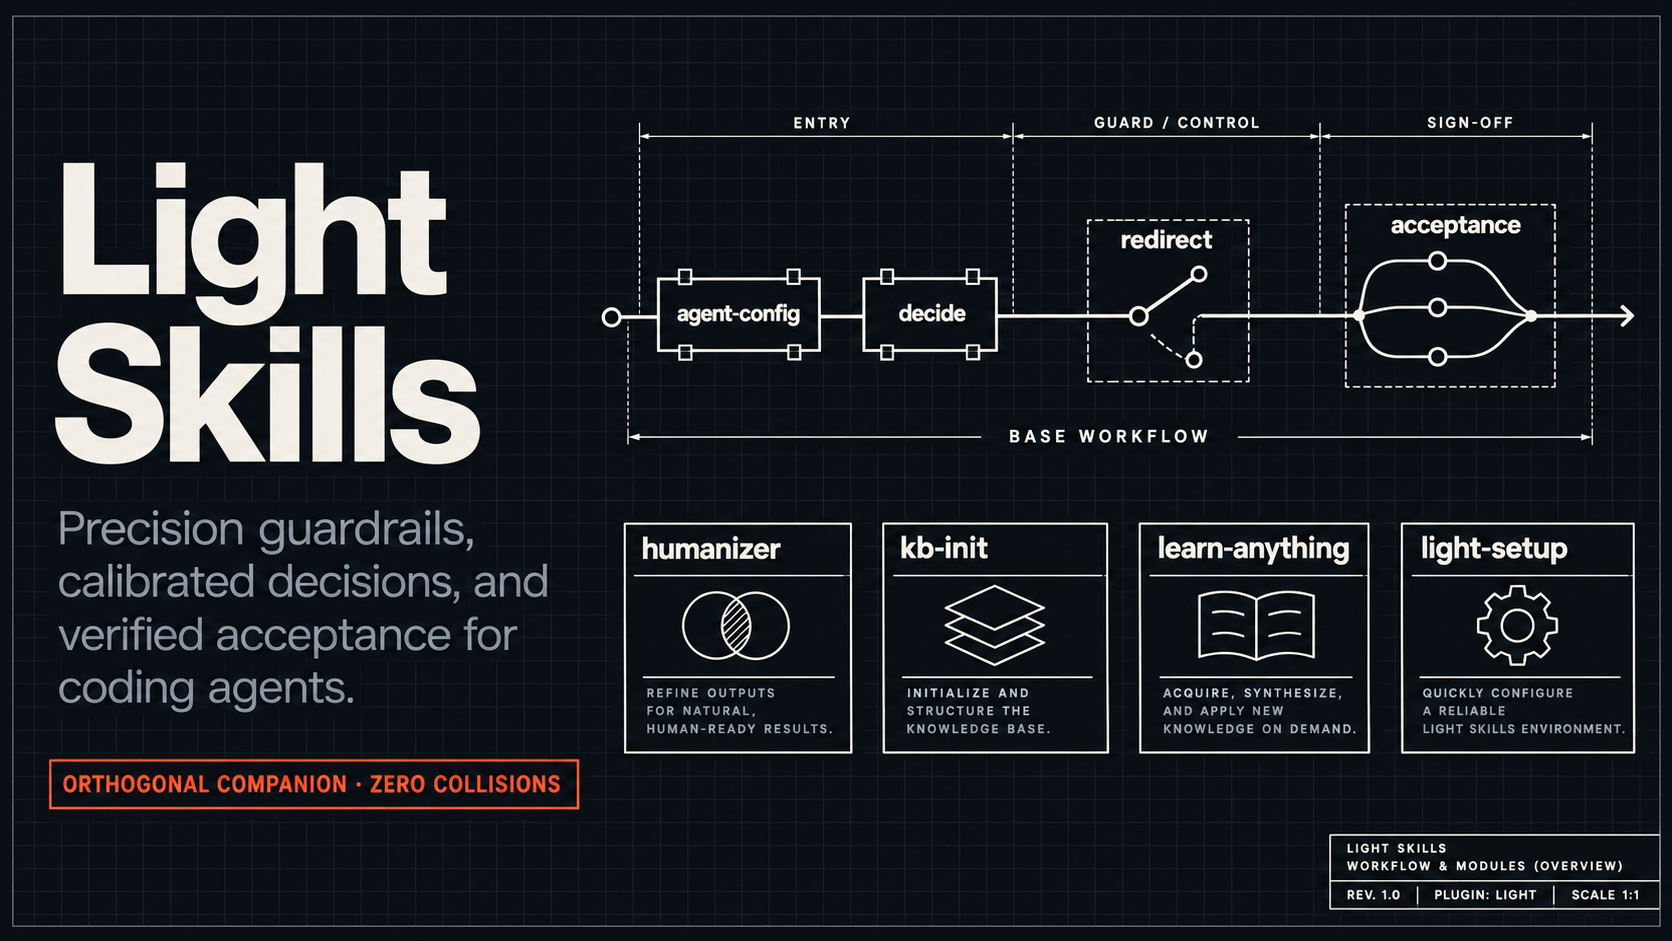 Light
Skills
Precision guardrails,
calibrated decisions, and
verified acceptance for
coding agents.
ORTHOGONAL COMPANION · ZERO COLLISIONS
ENTRY
GUARD / CONTROL
SIGN-OFF
agent-config
decide
redirect
acceptance
BASE WORKFLOW
humanizer
REFINE OUTPUTS
FOR NATURAL,
HUMAN-READY RESULTS.
kb-init
INITIALIZE AND
STRUCTURE THE
KNOWLEDGE BASE.
learn-anything
ACQUIRE, SYNTHESIZE,
AND APPLY NEW
KNOWLEDGE ON DEMAND.
light-setup
QUICKLY CONFIGURE
A RELIABLE
LIGHT SKILLS ENVIRONMENT.
LIGHT SKILLS
WORKFLOW & MODULES (OVERVIEW)
REV. 1.0
PLUGIN: LIGHT
SCALE 1:1